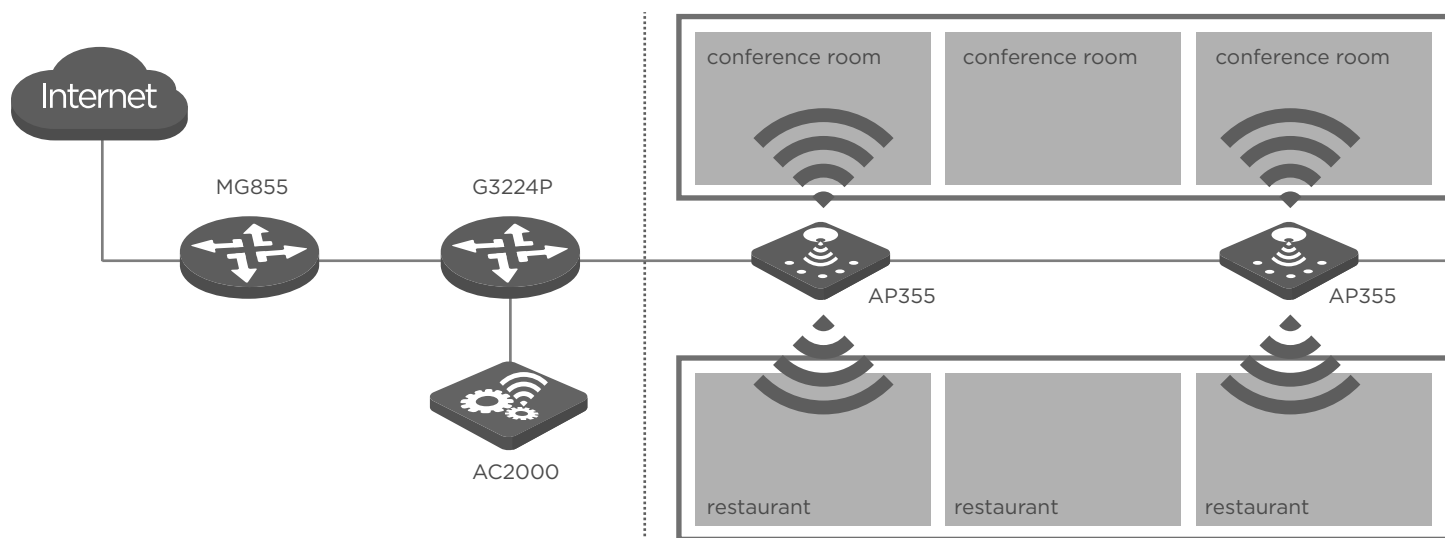 Internet
MG855
G3224P
AC2000
conference room
conference room
conference room
AP355
AP355
restaurant
restaurant
restaurant